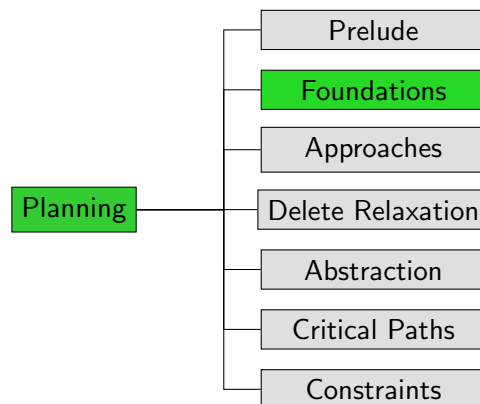 Prelude
Foundations
Approaches
Planning
Delete Relaxation
Abstraction
Critical Paths
Constraints